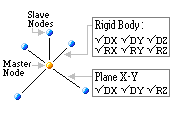 Slave
Nodes
Master
Node
Rigid Body:
✓DX ✓DY ✓DZ
✓RX ✓RY ✓RZ
Plane X-Y
✓DX ✓DY ✓RZ